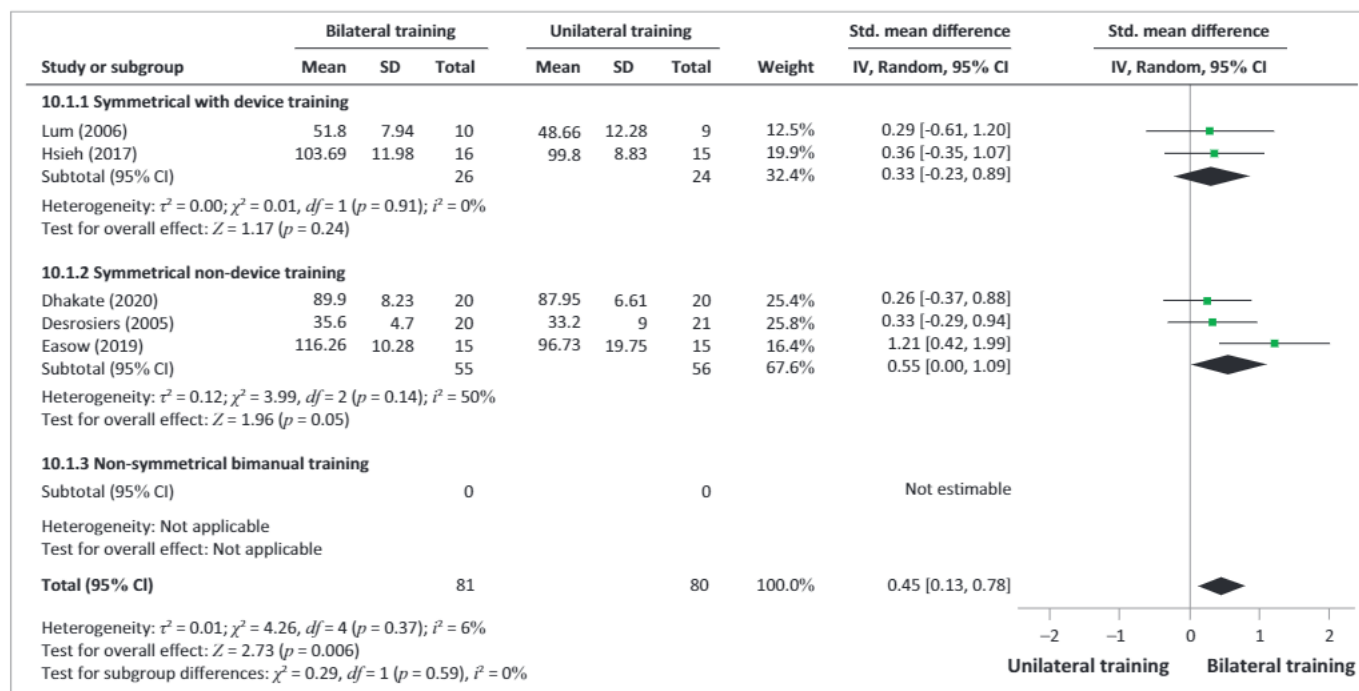 Bilateral training Unilateral training Std. mean difference Std. mean difference
Study or subgroup Mean SD Total Mean SD Total Weight IV, Random, 95% CI IV, Random, 95% CI
10.1.1 Symmetrical with device training
Lum (2006) 51.8 7.94 10 48.66 12.28 9 12.5% 0.29 [-0.61, 1.20]
Hsieh (2017) 103.69 11.98 16 99.8 8.83 15 19.9% 0.36 [-0.35, 1.07]
Subtotal (95% CI) 26 24 32.4% 0.33 (-0.23, 0.89]
Heterogeneity: τ² = 0.00; χ² = 0.01, df = 1 (p = 0.91); i² = 0%
Test for overall effect: Z = 1.17 (p = 0.24)
10.1.2 Symmetrical non-device training
Dhakate (2020) 89.9 8.23 20 87.95 6.61 20 25.4% 0.26 [-0.37, 0.88]
Desrosiers (2005) 35.6 4.7 20 33.2 9 21 25.8% 0.33 [-0.29, 0.94]
Easow (2019) 116.26 10.28 15 96.73 19.75 15 16.4% 1.21 [0.42, 1.99]
Subtotal (95% CI) 55 56 67.6% 0.55 [0.00, 1.09]
Heterogeneity: τ² = 0.12; χ² = 3.99, df = 2 (p = 0.14); i² = 50%
Test for overall effect: Z = 1.96 (p = 0.05)
10.1.3 Non-symmetrical bimanual training
Subtotal (95% CI) 0 0 Not estimable
Heterogeneity: Not applicable
Test for overall effect: Not applicable
Total (95% CI) 81 80 100.0% 0.45 [0.13, 0.78]
Heterogeneity: τ² = 0.01; χ² = 4.26, df = 4 (p = 0.37); i² = 6%
Test for overall effect: Z = 2.73 (p = 0.006)
Test for subgroup differences: χ² = 0.29, df = 1 (p = 0.59), i² = 0%
–2 –1 0 1 2
Unilateral training Bilateral training